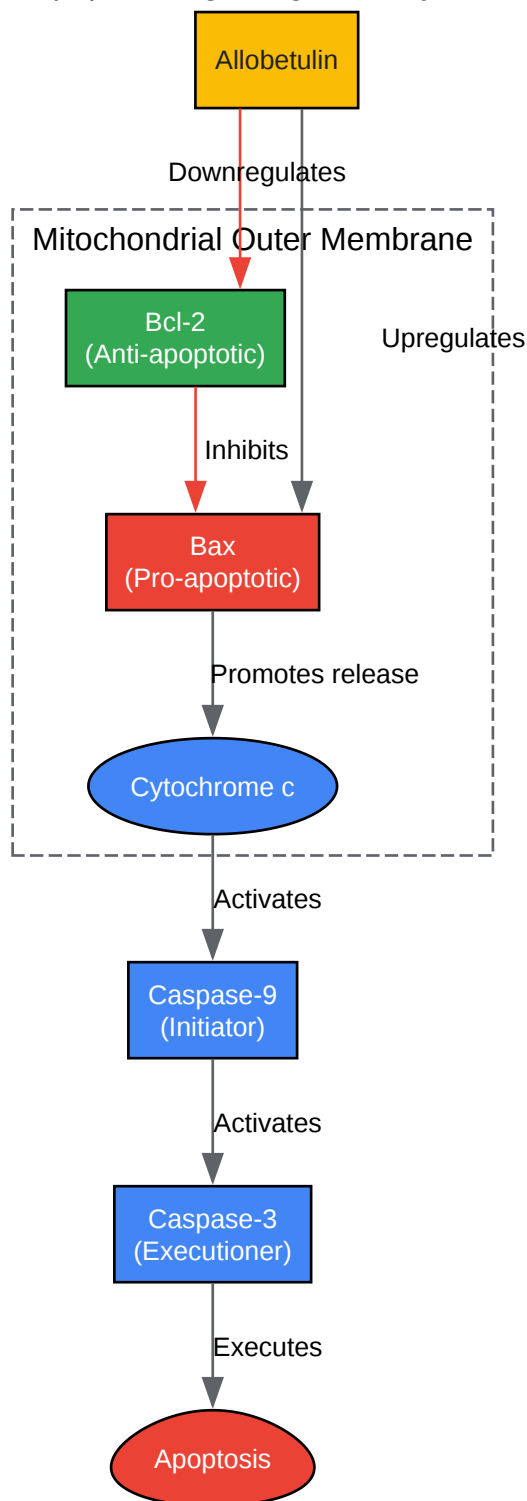 Allobetulin
Downregulates
Mitochondrial Outer Membrane
Bcl-2
(Anti-apoptotic)
Upregulates
Inhibits
Bax
(Pro-apoptotic)
Promotes release
Cytochrome c
Activates
Caspase-9
(Initiator)
Activates
Caspase-3
(Executioner)
Executes
Apoptosis